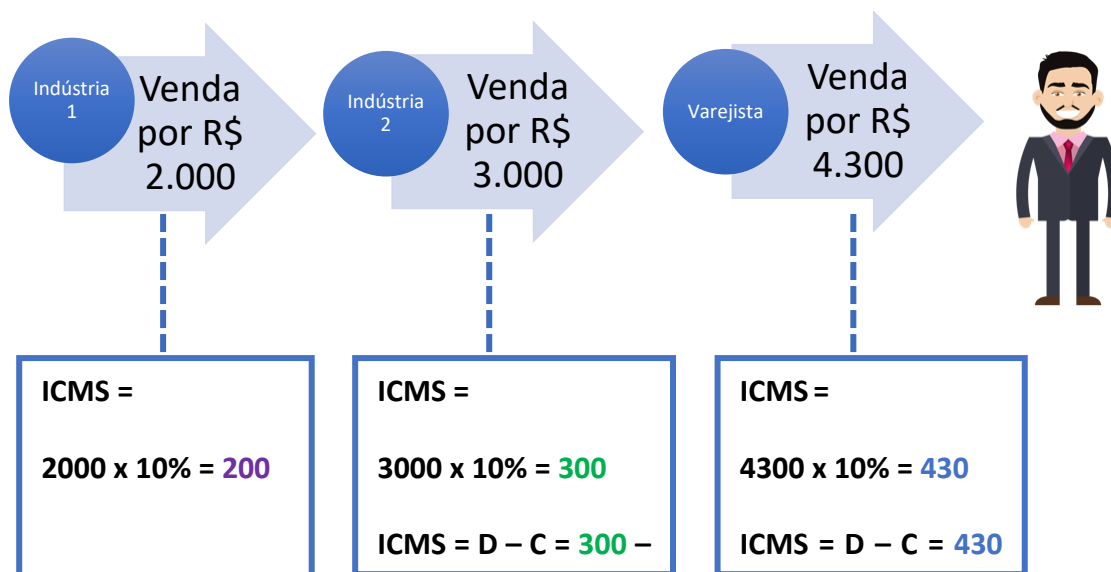 Indústria
1
Venda
por R$
2.000
Indústria
2
Venda
por R$
3.000
Varejista
Venda
por R$
4.300
ICMS =
2000 x 10% = 200
ICMS =
3000 x 10% = 300
ICMS = D – C = 300 –
ICMS =
4300 x 10% = 430
ICMS = D – C = 430